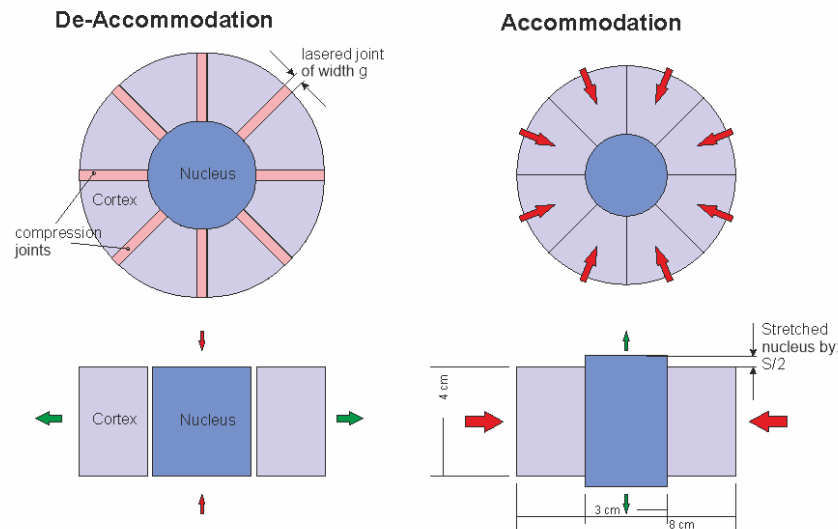 De-Accommodation
Accommodation
lasered joint
of width g
Nucleus
Cortex
compression
joints
Stretched
nucleus by:
S/2
Cortex
Nucleus
4 cm
3 cm
8 cm